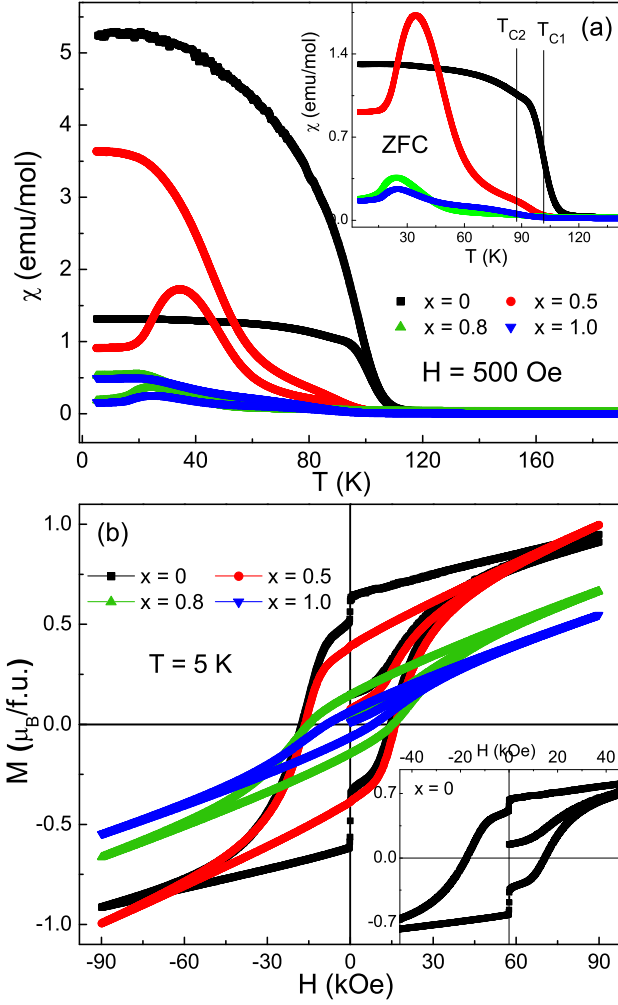 (a)
T_C2 T_C1
1.4
0.7
0.0
χ (emu/mol)
ZFC
30 60 90 120
T (K)
5
4
3
2
1
0
χ (emu/mol)
x = 0 x = 0.5
x = 0.8 x = 1.0
H = 500 Oe
0 40 80 120 160
T (K)
(b)
1.0
0.5
0.0
-0.5
-1.0
M (μ_B/f.u.)
x = 0 x = 0.5
x = 0.8 x = 1.0
T = 5 K
-40 -20 0 20 40
H (kOe)
x = 0
0.7
0.0
-0.7
-90 -60 -30 0 30 60 90
H (kOe)